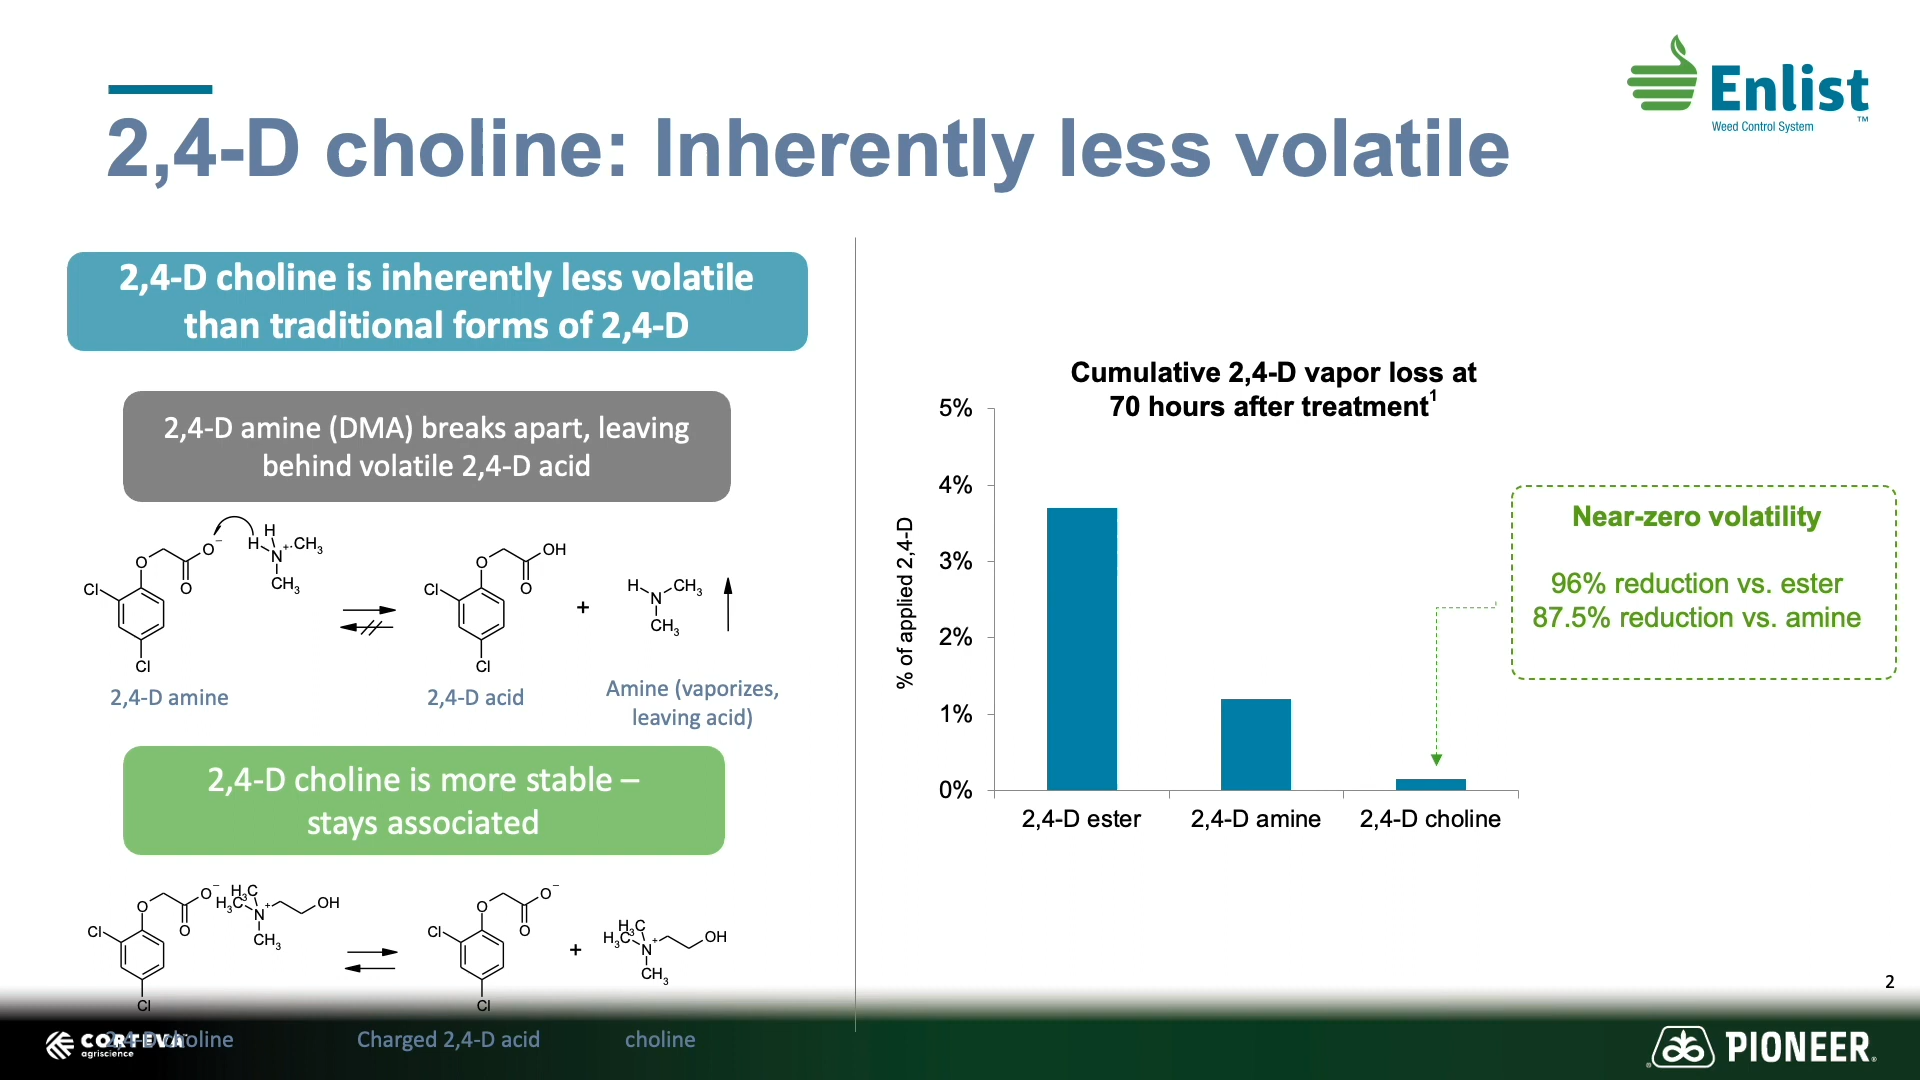 Enlist™
Weed Control System
2,4-D choline: Inherently less volatile
2,4-D choline is inherently less volatile
than traditional forms of 2,4-D
2,4-D amine (DMA) breaks apart, leaving
behind volatile 2,4-D acid
Cl
Cl
O
O
O⁻
H
H
N⁺
CH₃
CH₃
Cl
Cl
O
O
OH
+
H
N
CH₃
CH₃
2,4-D amine
2,4-D acid
Amine (vaporizes,
leaving acid)
2,4-D choline is more stable –
stays associated
Cl
Cl
O
O
O⁻
H₃C
H₃C
N⁺
CH₃
OH
Cl
Cl
O
O
O⁻
+
H₃C
H₃C
N⁺
CH₃
OH
2,4-D choline
Charged 2,4-D acid
choline
Cumulative 2,4-D vapor loss at
70 hours after treatment¹
% of applied 2,4-D
5%
4%
3%
2%
1%
0%
2,4-D ester
2,4-D amine
2,4-D choline
Near-zero volatility
96% reduction vs. ester
87.5% reduction vs. amine
2
CORTEVA™
agriscience
PIONEER®